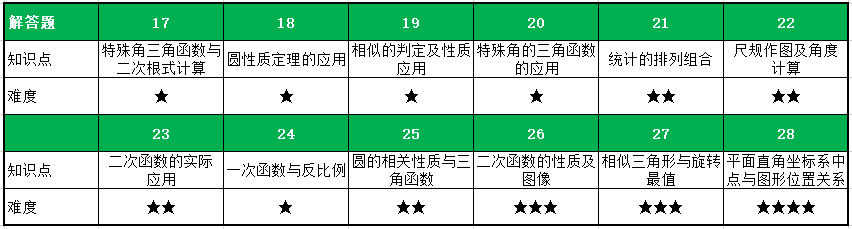 解答题 17 18 19 20 21 22
知识点 特殊角三角函数与二次根式计算 圆性质定理的应用 相似的判定及性质应用 特殊角的三角函数的应用 统计的排列组合 尺规作图及角度计算
难度 ★ ★ ★ ★ ★★ ★★
23 24 25 26 27 28
知识点 二次函数的实际应用 一次函数与反比例 圆的相关性质与三角函数 二次函数的性质及图像 相似三角形与旋转最值 平面直角坐标系中点与图形位置关系
难度 ★★ ★ ★★ ★★★ ★★★ ★★★★